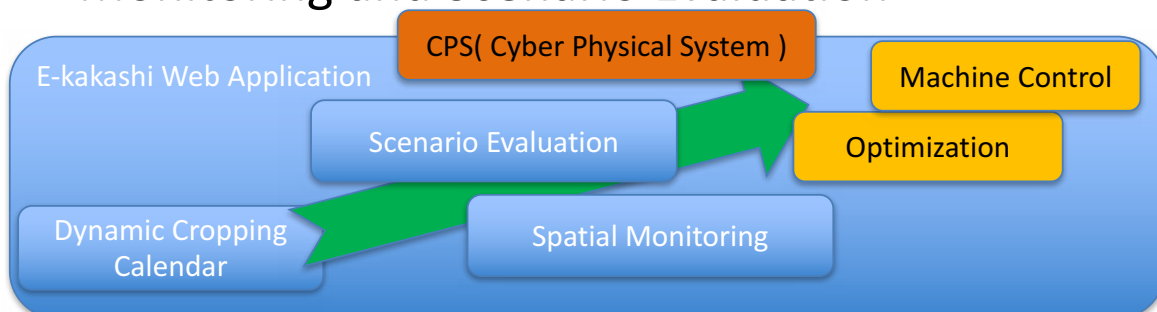 CPS( Cyber Physical System )
E-kakashi Web Application
Machine Control
Scenario Evaluation
Optimization
Dynamic Cropping
Calendar
Spatial Monitoring